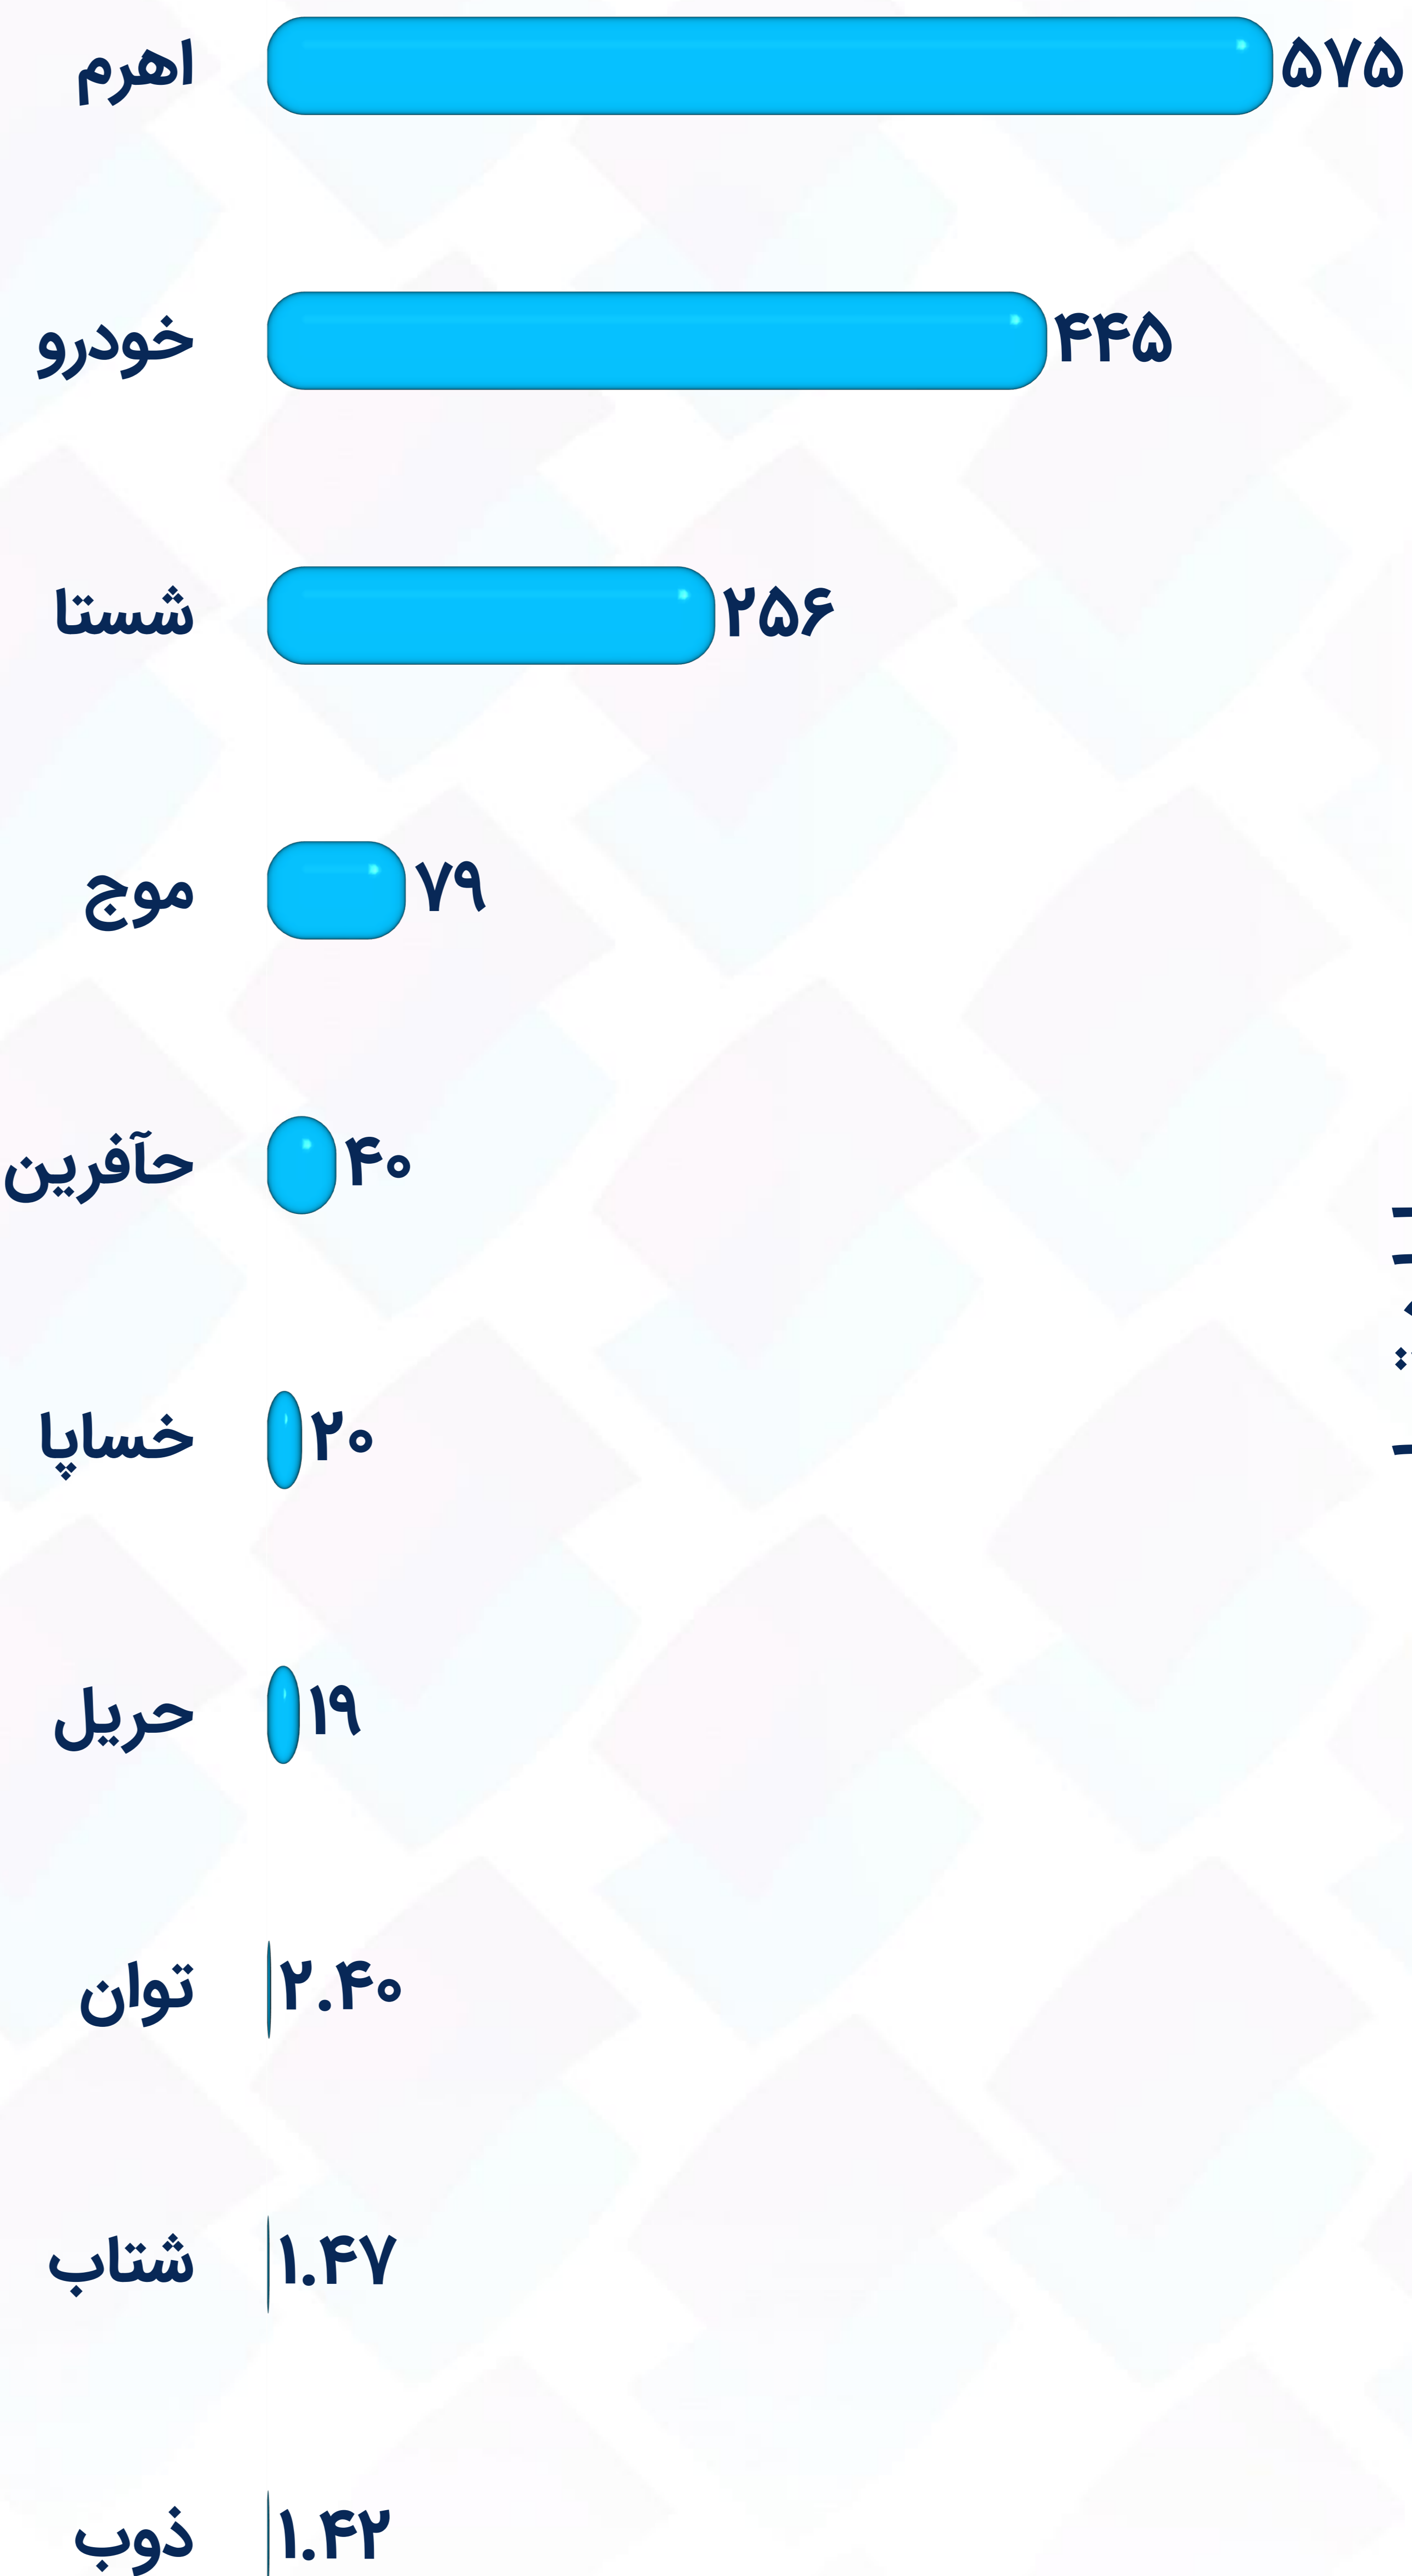 اهرم ۵۷۵
خودرو ۴۴۵
شستا ۲۵۶
موج ۷۹
حآفرین ۴۰
خساپا ۲۰
حریل ۱۹
توان ۲.۴۰
شتاب ۱.۴۷
ذوب ۱.۴۲